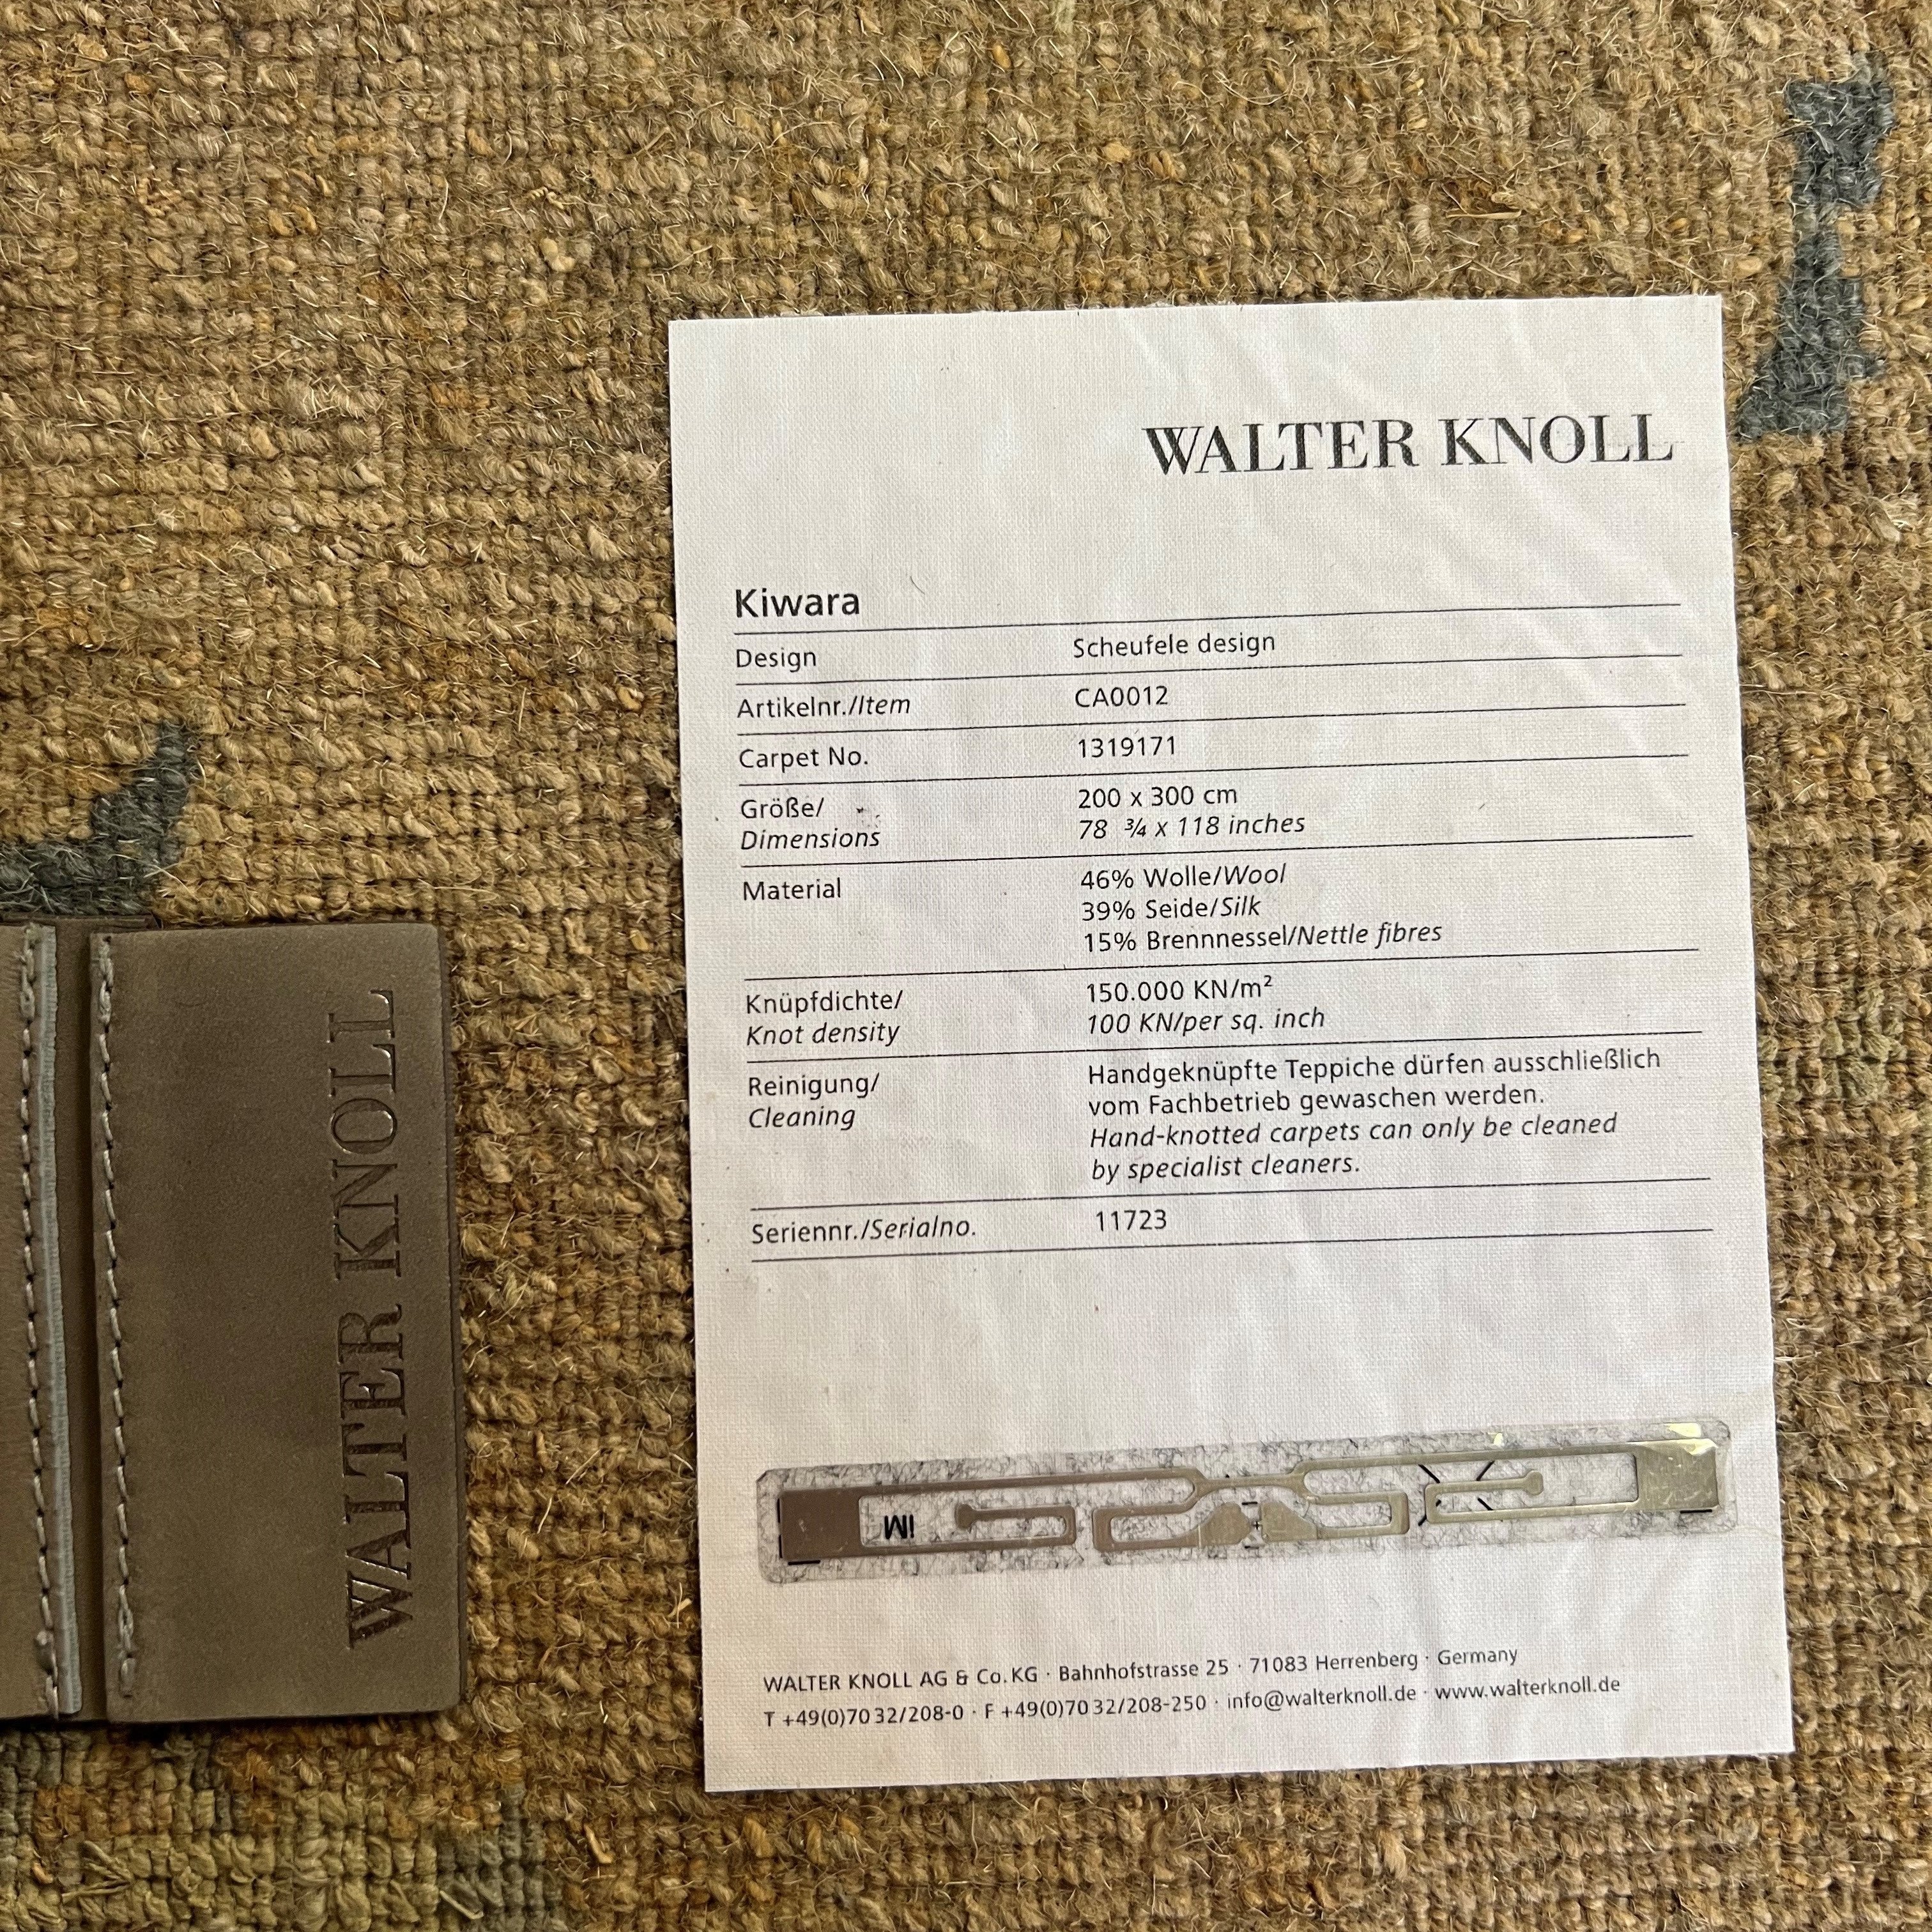 WALTER KNOLL
WALTER KNOLL
Kiwara
Design Scheufele design
Artikelnr./Item CA0012
Carpet No. 1319171
Größe/ 200 x 300 cm
Dimensions 78 ¾ x 118 inches
Material 46% Wolle/Wool
39% Seide/Silk
15% Brennnessel/Nettle fibres
Knüpfdichte/ 150.000 KN/m²
Knot density 100 KN/per sq. inch
Reinigung/ Handgeknüpfte Teppiche dürfen ausschließlich
Cleaning vom Fachbetrieb gewaschen werden.
Hand-knotted carpets can only be cleaned
by specialist cleaners.
Seriennr./Serialno. 11723
WALTER KNOLL AG & Co. KG · Bahnhofstrasse 25 · 71083 Herrenberg · Germany
T +49(0)70 32/208-0 · F +49(0)70 32/208-250 · info@walterknoll.de · www.walterknoll.de